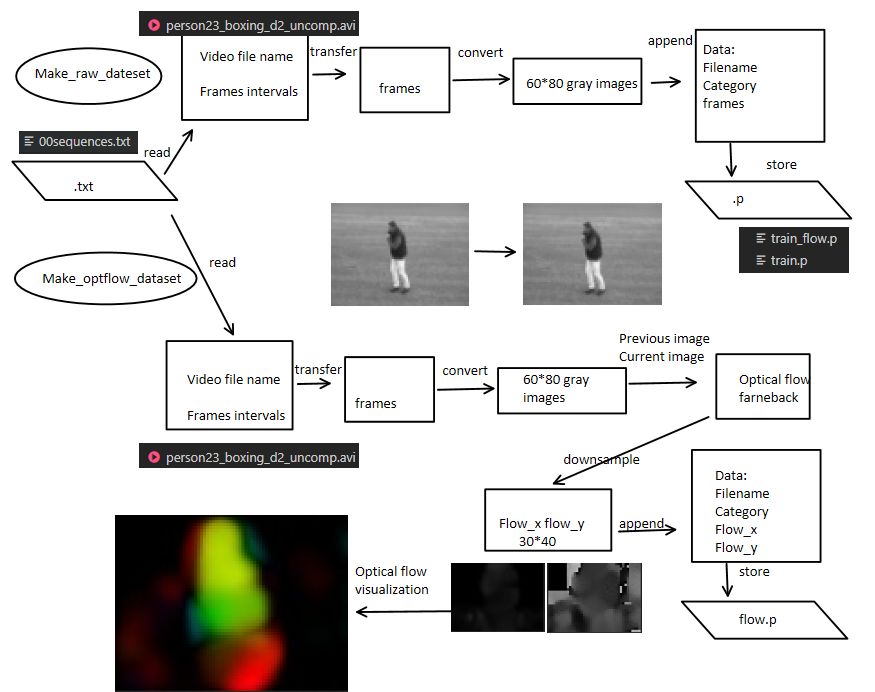 person23_boxing_d2_uncomp.avi
Make_raw_dateset
Video file name
Frames intervals
transfer
frames
convert
60*80 gray images
append
Data:
Filename
Category
frames
00sequences.txt
read
.txt
store
.p
train_flow.p
train.p
Make_optflow_dataset
read
Video file name
Frames intervals
transfer
frames
convert
60*80 gray
images
Previous image
Current image
Optical flow
farneback
person23_boxing_d2_uncomp.avi
downsample
Flow_x flow_y
30*40
append
Data:
Filename
Category
Flow_x
Flow_y
store
flow.p
Optical flow
visualization